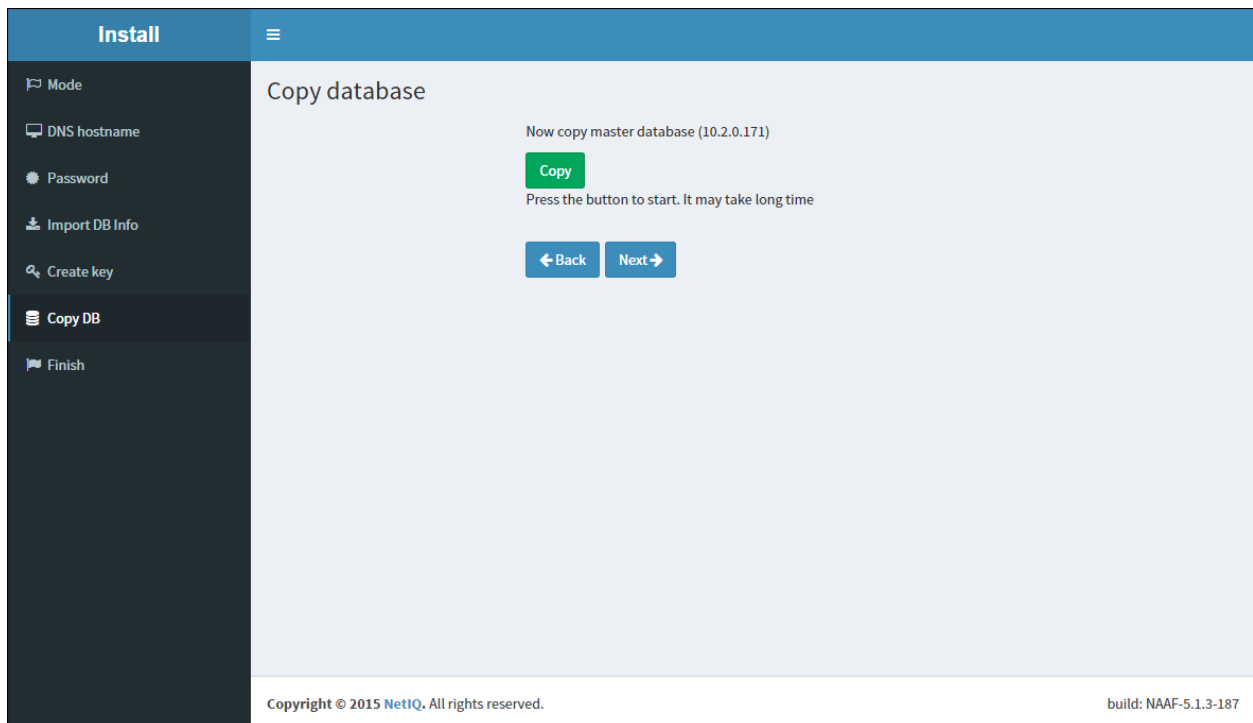 Install
Mode
DNS hostname
Password
Import DB Info
Create key
Copy DB
Finish
Copy database
Now copy master database (10.2.0.171)
Copy
Press the button to start. It may take long time
Back Next
Copyright © 2015 NetIQ. All rights reserved. build: NAAF-5.1.3-187